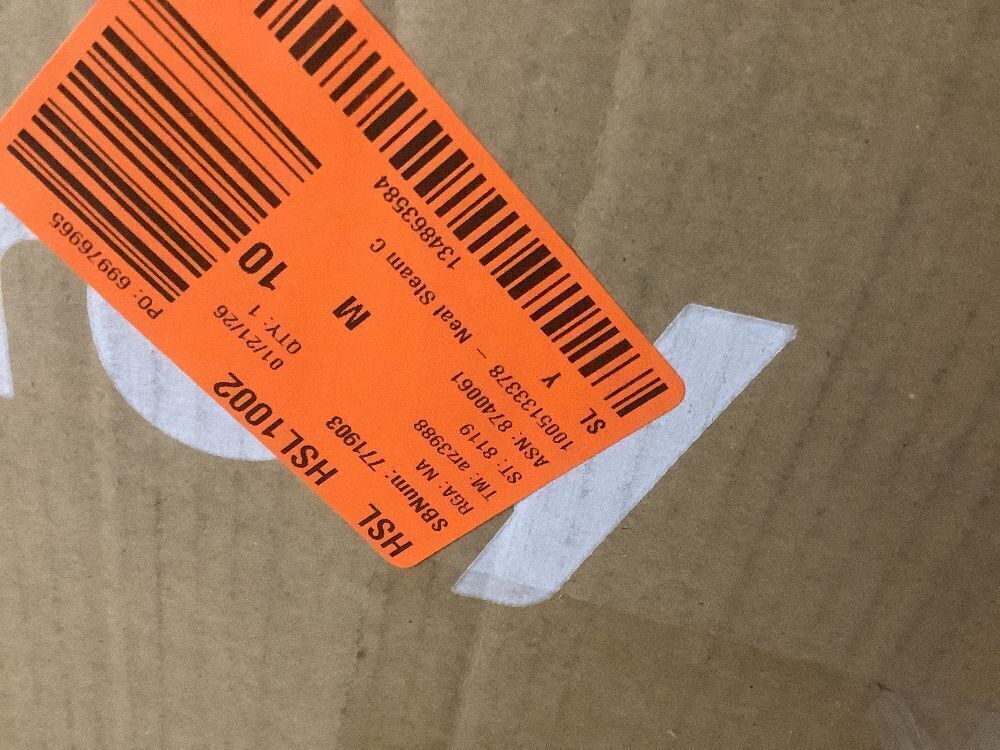 SL
134863584
1005133378 – Neal Steam C
Y
ASN: 8740061
ST: 8119
M
10
TM: arz3988
RGA: NA
QTY: 1
01/21/26
SBNum: 771903
HSL
HSL1002
PO: 69976965